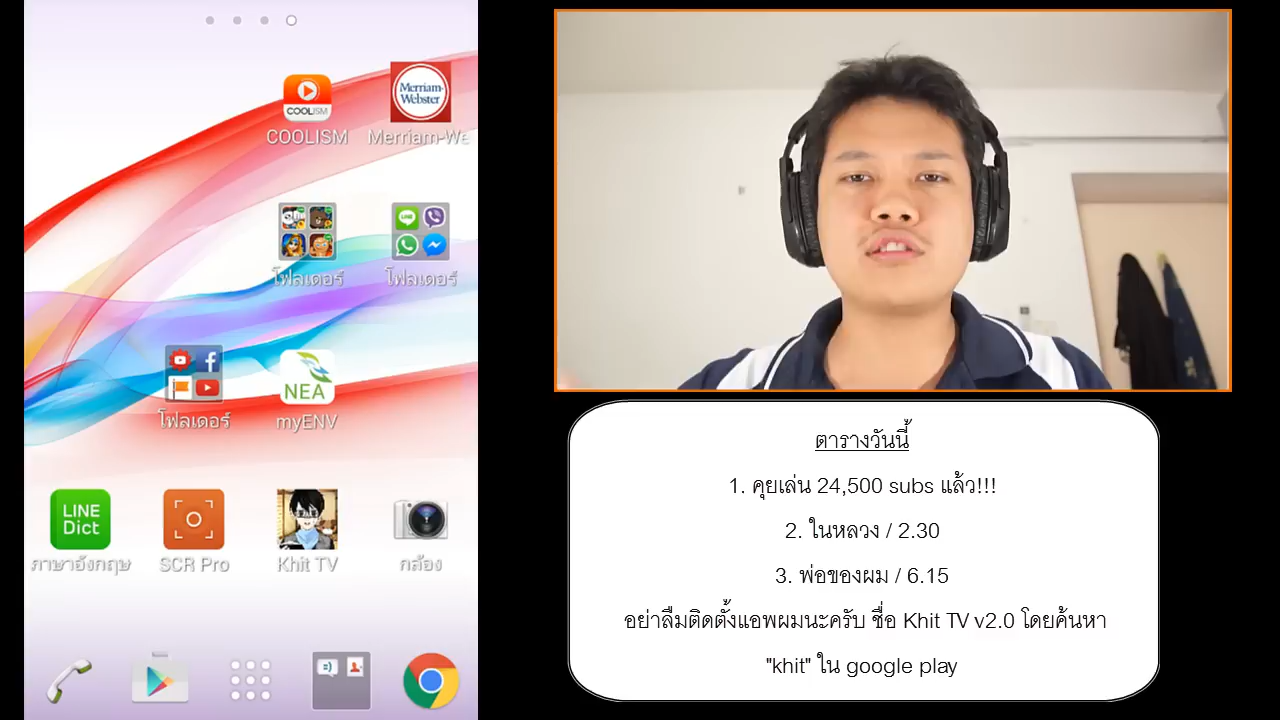 COOLISM
COOLISM
Merriam-
Webster
Merriam-We
โฟลเดอร์
โฟลเดอร์
โฟลเดอร์
NEA
myENV
LINE
Dict
ภาษาอังกฤษ
SCR Pro
Khit TV
กล้อง
ตารางวันนี้
1. คุยเล่น 24,500 subs แล้ว!!!
2. ในหลวง / 2.30
3. พ่อของผม / 6.15
อย่าลืมติดตั้งแอพผมนะครับ ชื่อ Khit TV v2.0 โดยค้นหา
"khit" ใน google play